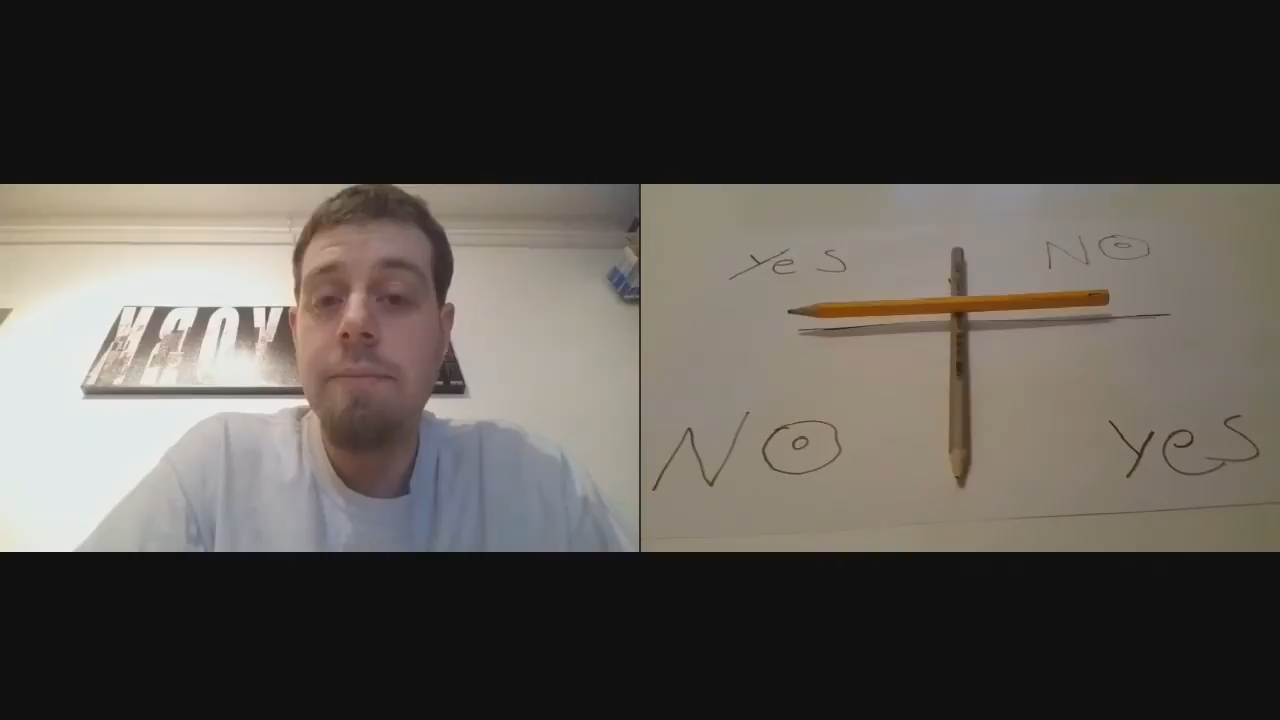 Yes NO
NO Yes